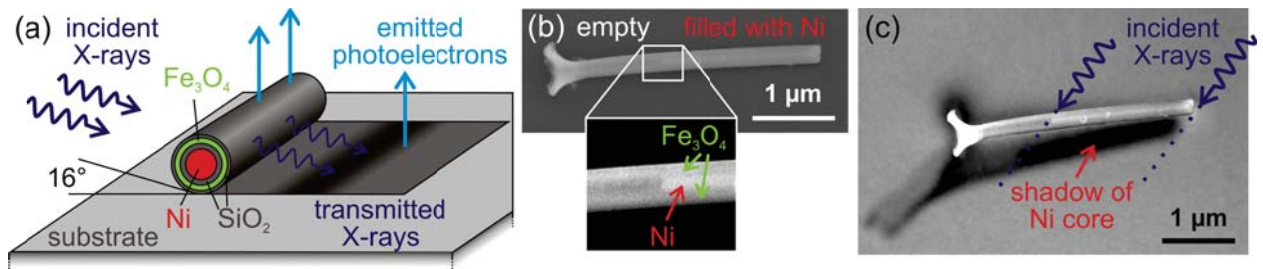 (a)
incident
X-rays
emitted
photoelectrons
Fe₃O₄
16°
Ni
SiO₂
transmitted
X-rays
substrate
(b)
empty
filled with Ni
1 µm
Fe₃O₄
Ni
(c)
incident
X-rays
shadow of
Ni core
1 µm